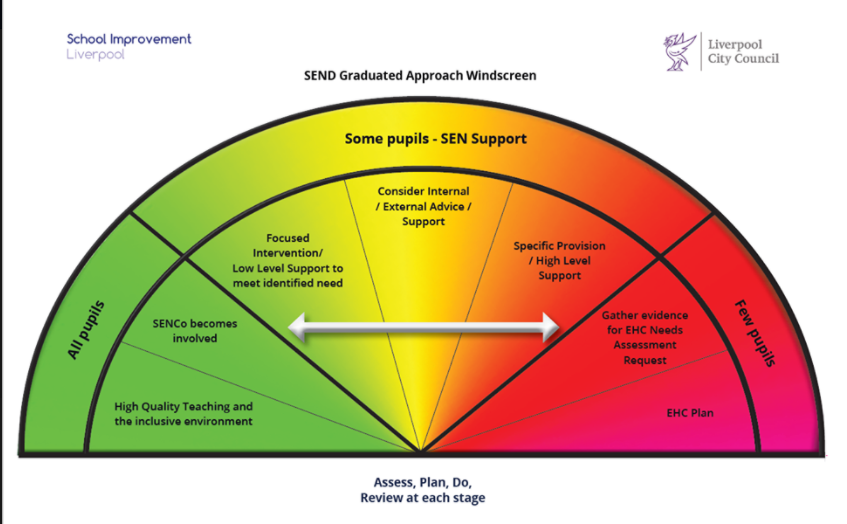 School Improvement
Liverpool
Liverpool
City Council
SEND Graduated Approach Windscreen
Some pupils - SEN Support
All pupils
Few pupils
High Quality Teaching and
the inclusive environment
SENCo becomes
involved
Focused
Intervention/
Low Level Support to
meet identified need
Consider Internal
/ External Advice /
Support
Specific Provision
/ High Level
Support
Gather evidence
for EHC Needs
Assessment
Request
EHC Plan
Assess, Plan, Do,
Review at each stage